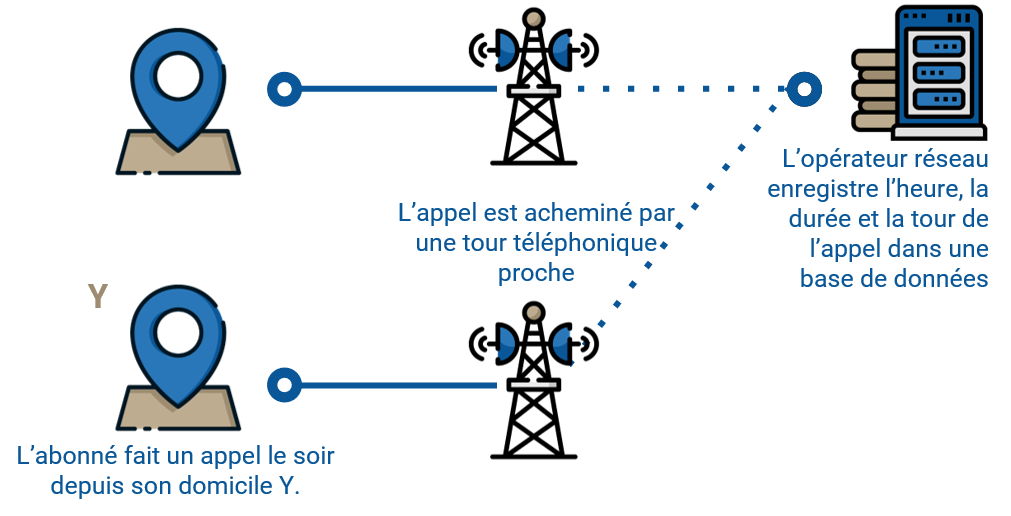 L'opérateur réseau
enregistre l'heure, la
durée et la tour de
l'appel dans une
base de données
L'appel est acheminé par
une tour téléphonique
proche
Y
L'abonné fait un appel le soir
depuis son domicile Y.